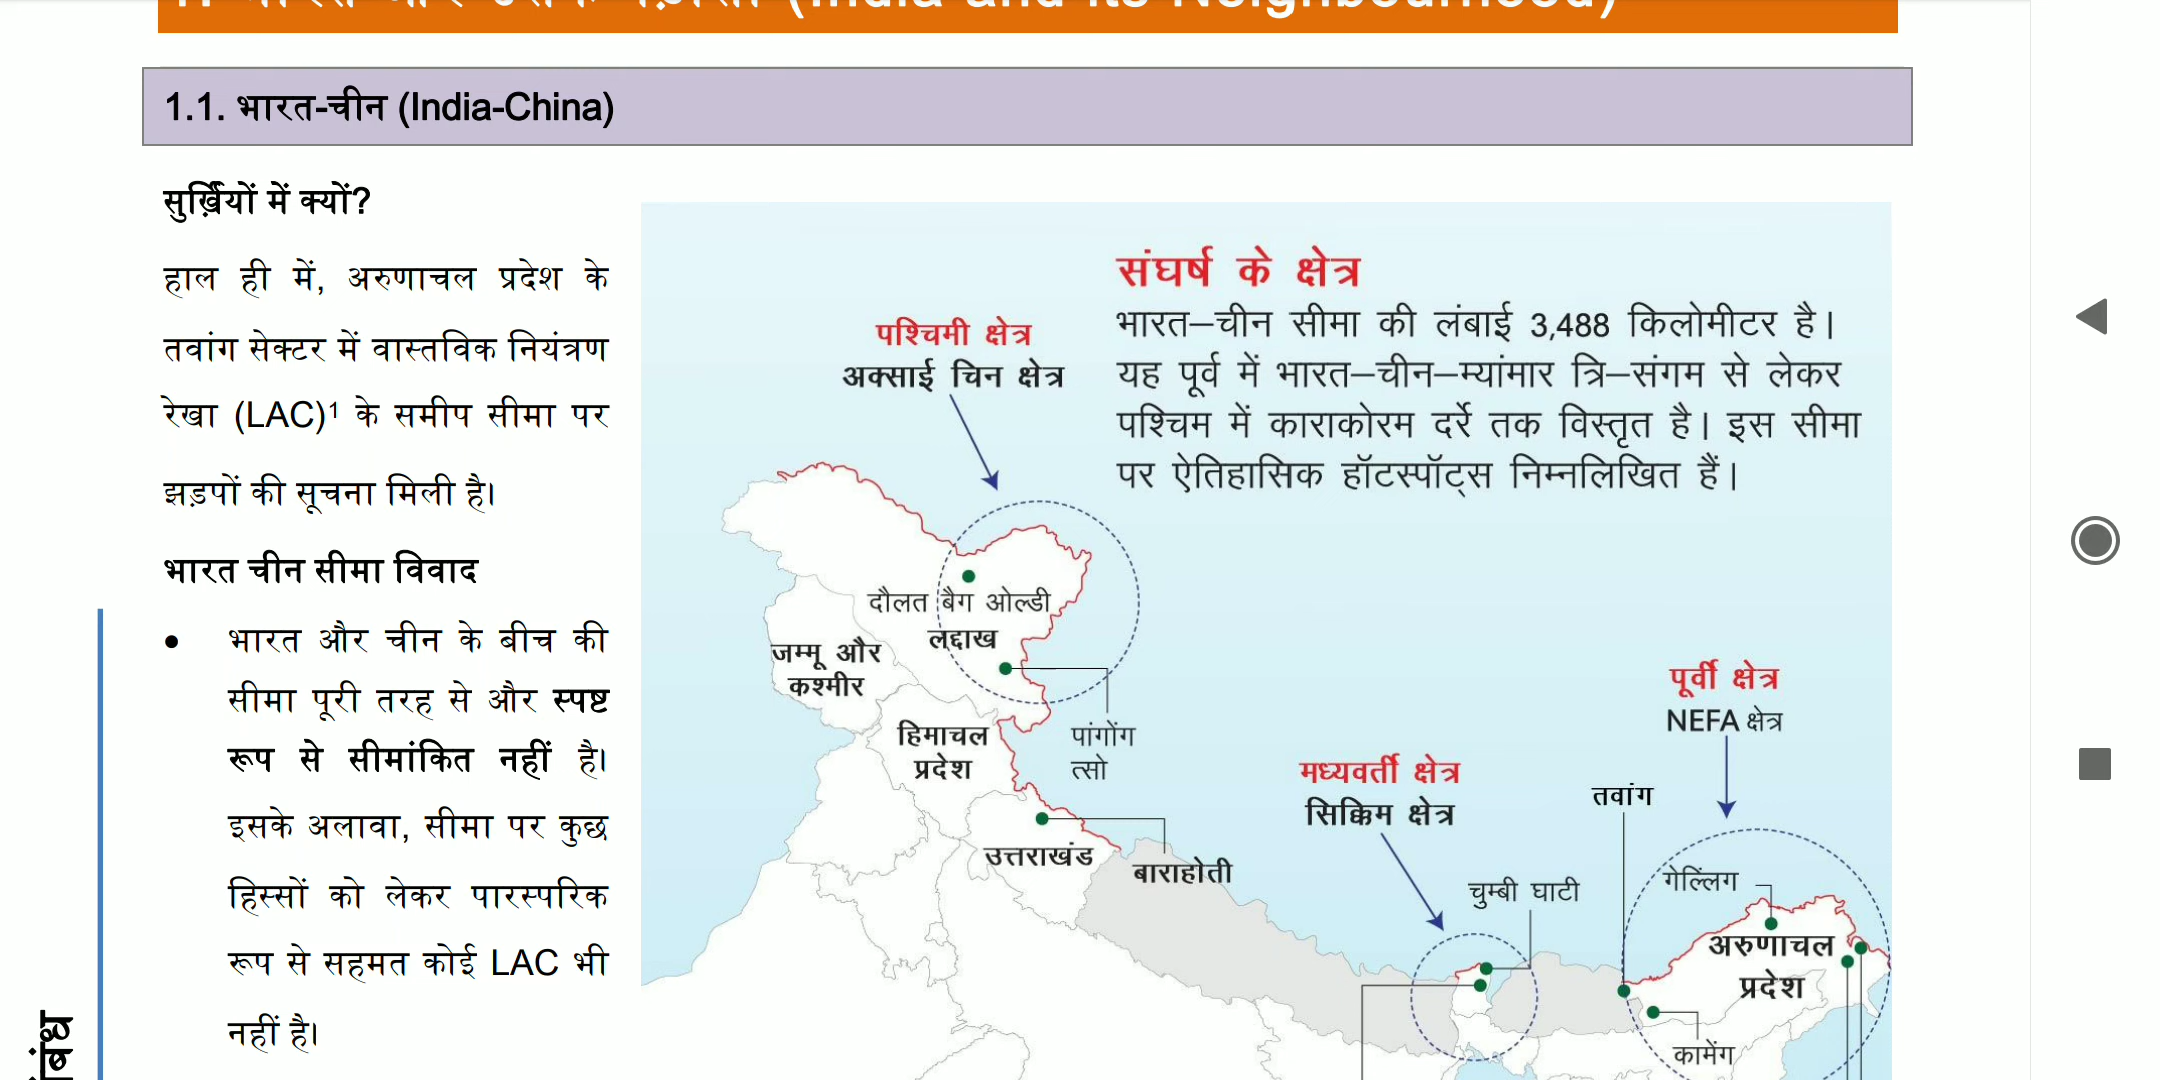 1.1. भारत-चीन (India-China)
सुर्ख़ियों में क्यों?
हाल ही में, अरुणाचल प्रदेश के
तवांग सेक्टर में वास्तविक नियंत्रण
रेखा (LAC)¹ के समीप सीमा पर
झड़पों की सूचना मिली है।
भारत चीन सीमा विवाद
• भारत और चीन के बीच की
सीमा पूरी तरह से और स्पष्ट
रूप से सीमांकित नहीं है।
इसके अलावा, सीमा पर कुछ
हिस्सों को लेकर पारस्परिक
रूप से सहमत कोई LAC भी
नहीं है।
संघर्ष के क्षेत्र
भारत–चीन सीमा की लंबाई 3,488 किलोमीटर है।
यह पूर्व में भारत–चीन–म्यांमार त्रि–संगम से लेकर
पश्चिम में काराकोरम दर्रे तक विस्तृत है। इस सीमा
पर ऐतिहासिक हॉटस्पॉट्स निम्नलिखित हैं।
पश्चिमी क्षेत्र
अक्साई चिन क्षेत्र
दौलत बैग ओल्डी
लद्दाख
जम्मू और
कश्मीर
हिमाचल
प्रदेश
पांगोंग
त्सो
उत्तराखंड
बाराहोती
मध्यवर्ती क्षेत्र
सिक्किम क्षेत्र
चुम्बी घाटी
तवांग
पूर्वी क्षेत्र
NEFA क्षेत्र
गेल्लिंग
अरुणाचल
प्रदेश
कामेंग